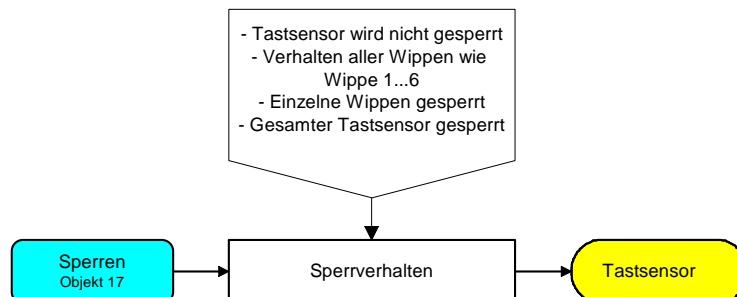 - Tastsensor wird nicht gesperrt
- Verhalten aller Wippen wie
Wippe 1...6
- Einzelne Wippen gesperrt
- Gesamter Tastsensor gesperrt
Sperren
Objekt 17
Sperrverhalten
Tastsensor